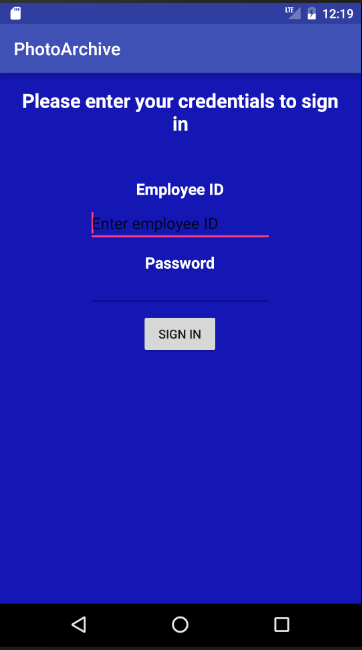 LTE 12:19
PhotoArchive
Please enter your credentials to sign
in
Employee ID
Enter employee ID
Password
SIGN IN